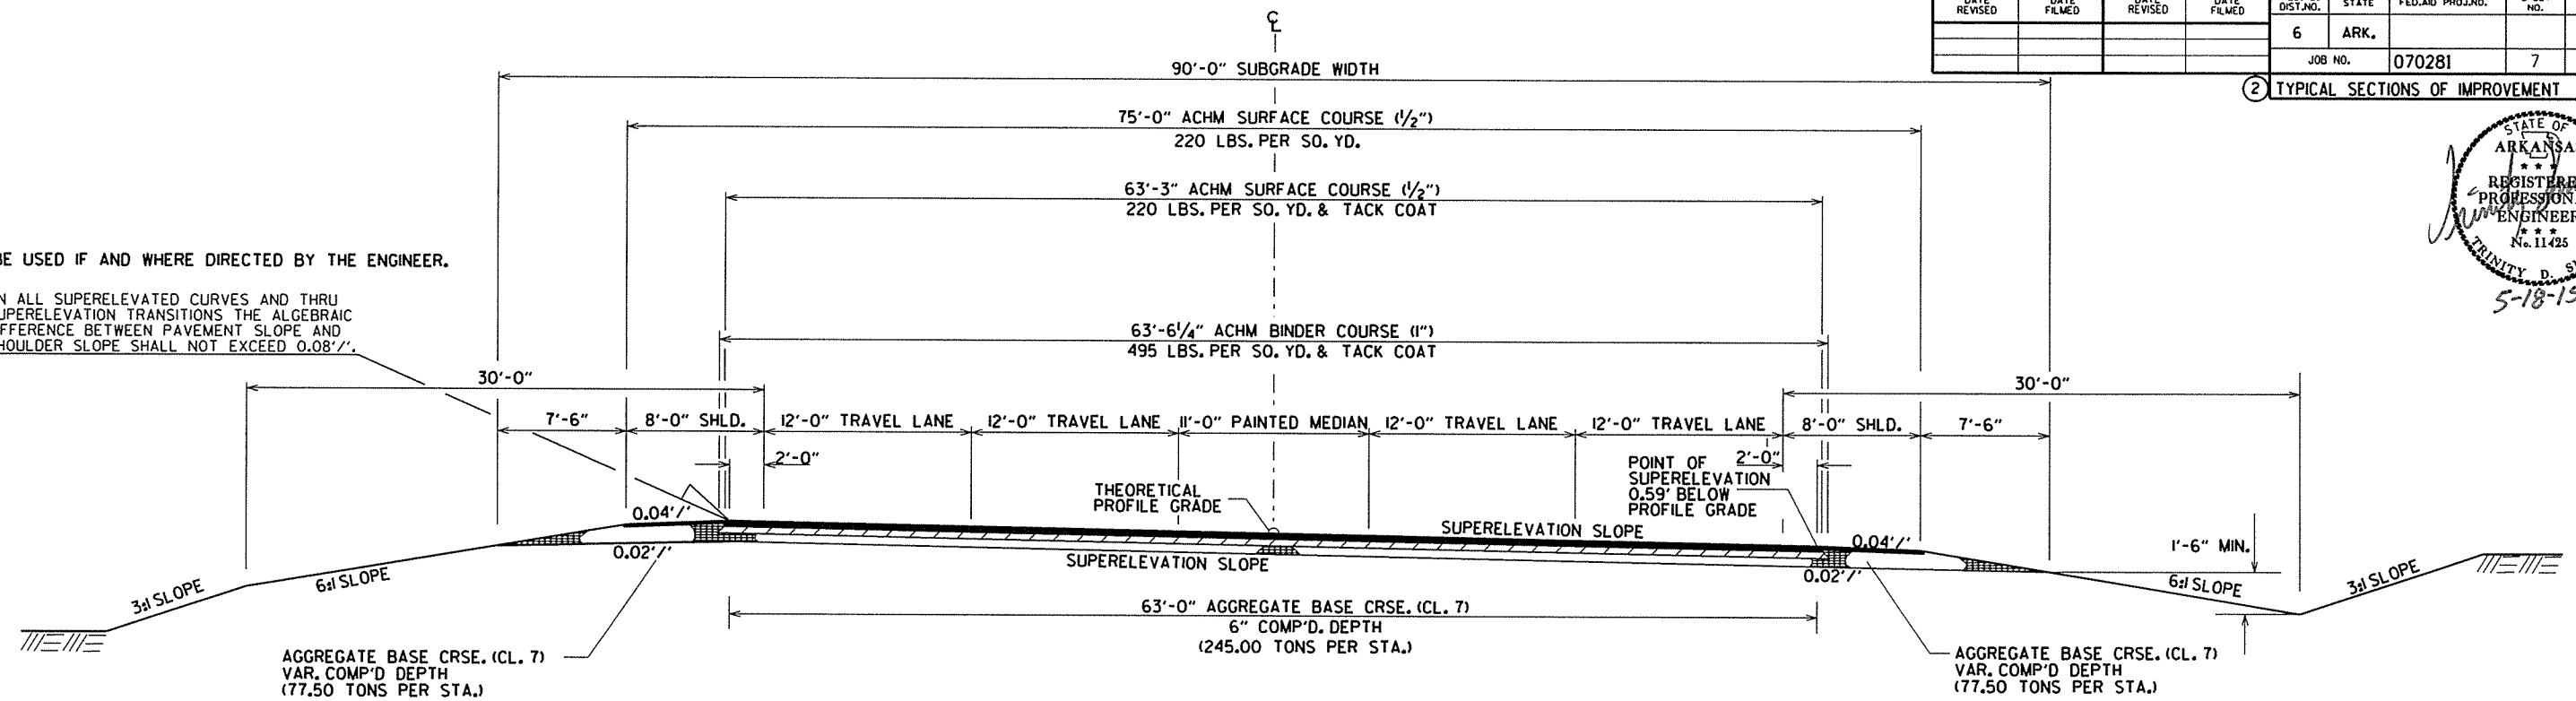 DATE REVISED
DATE FILMED
DATE REVISED
DATE FILMED
DIST.NO.
STATE
FED.AID PROJ.NO.
NO.
6
ARK.
JOB NO.
070281
7
2 TYPICAL SECTIONS OF IMPROVEMENT
STATE OF
ARKANSA
★ ★ ★
REGISTERE
PROFESSIONA
ENGINEER
★ ★ ★
No. 11425
TRINITY D. S
5-18-15
℄
90'-0" SUBGRADE WIDTH
75'-0" ACHM SURFACE COURSE (1/2")
220 LBS. PER SQ. YD.
63'-3" ACHM SURFACE COURSE (1/2")
220 LBS. PER SQ. YD. & TACK COAT
BE USED IF AND WHERE DIRECTED BY THE ENGINEER.
N ALL SUPERELEVATED CURVES AND THRU
UPERELEVATION TRANSITIONS THE ALGEBRAIC
FFERENCE BETWEEN PAVEMENT SLOPE AND
HOULDER SLOPE SHALL NOT EXCEED 0.08'/'.
63'-6 1/4" ACHM BINDER COURSE (1")
495 LBS. PER SQ. YD. & TACK COAT
30'-0"
30'-0"
7'-6"
8'-0" SHLD.
12'-0" TRAVEL LANE
12'-0" TRAVEL LANE
11'-0" PAINTED MEDIAN
12'-0" TRAVEL LANE
12'-0" TRAVEL LANE
8'-0" SHLD.
7'-6"
2'-0"
2'-0"
THEORETICAL
PROFILE GRADE
POINT OF
SUPERELEVATION
0.59' BELOW
PROFILE GRADE
0.04'/'
SUPERELEVATION SLOPE
0.04'/'
0.02'/'
SUPERELEVATION SLOPE
0.02'/'
1'-6" MIN.
3:1 SLOPE
6:1 SLOPE
6:1 SLOPE
3:1 SLOPE
63'-0" AGGREGATE BASE CRSE. (CL. 7)
6" COMP'D. DEPTH
(245.00 TONS PER STA.)
AGGREGATE BASE CRSE. (CL. 7)
VAR. COMP'D DEPTH
(77.50 TONS PER STA.)
AGGREGATE BASE CRSE. (CL. 7)
VAR. COMP'D DEPTH
(77.50 TONS PER STA.)